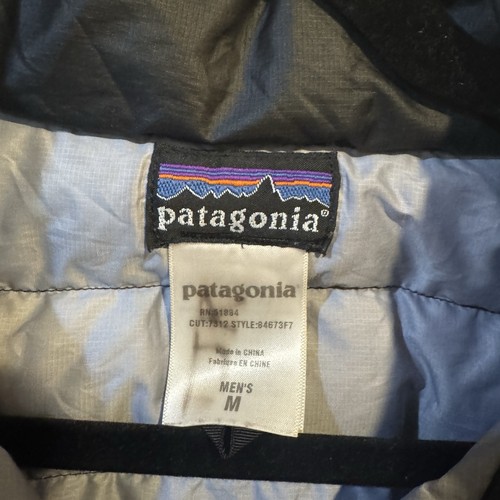 patagonia®
patagonia®
RN:51884
CUT:7312 STYLE:84673F7
Made in CHINA
Fabriqué EN CHINE
MEN'S
M